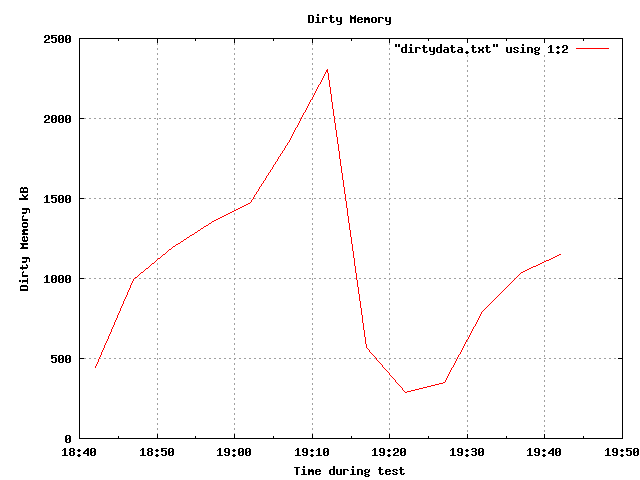 Dirty Memory
"dirtydata.txt" using 1:2
2500
2000
1500
1000
500
0
Dirty Memory kB
18:40 18:50 19:00 19:10 19:20 19:30 19:40 19:50
Time during test